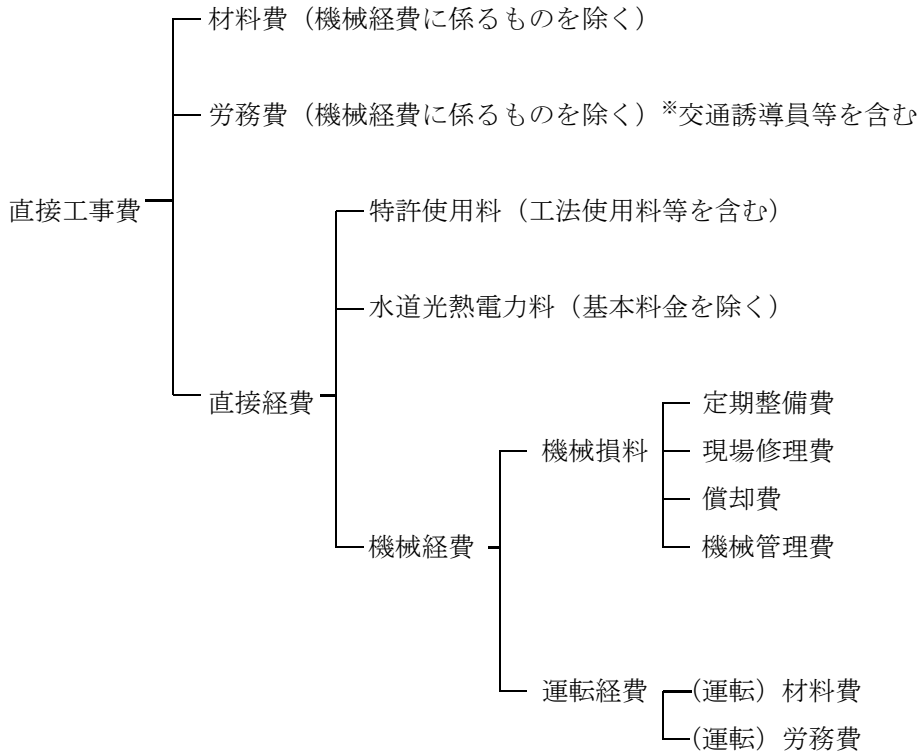 材料費（機械経費に係るものを除く）
労務費（機械経費に係るものを除く）※交通誘導員等を含む
直接工事費
特許使用料（工法使用料等を含む）
水道光熱電力料（基本料金を除く）
直接経費
定期整備費
機械損料
現場修理費
償却費
機械経費
機械管理費
運転経費
(運転）材料費
(運転）労務費